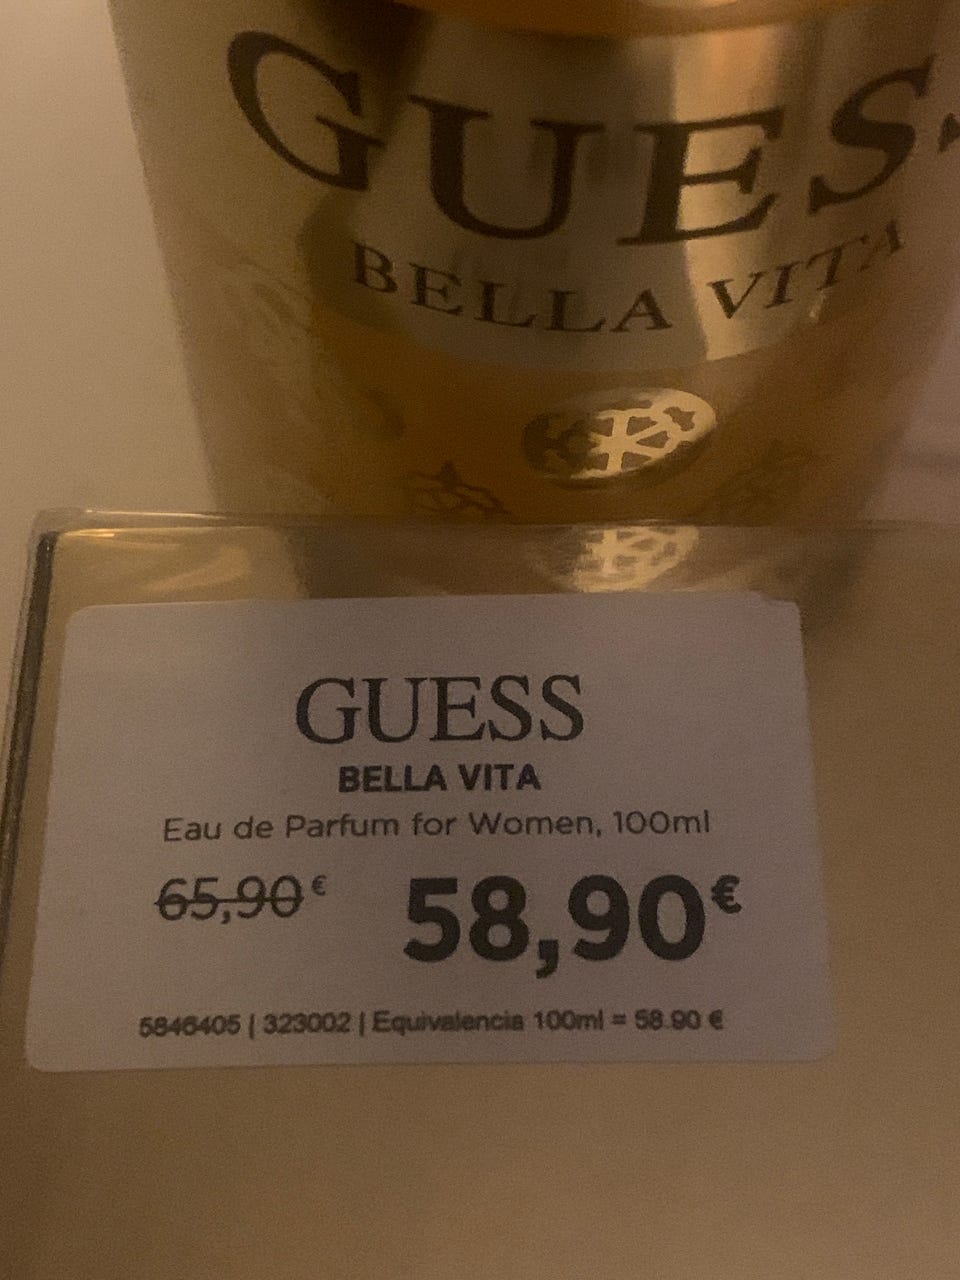 GUESS
BELLA VITA
GUESS
BELLA VITA
Eau de Parfum for Women, 100ml
65,90€ 58,90€
5846405 | 323002 | Equivalencia 100ml = 58.90 €